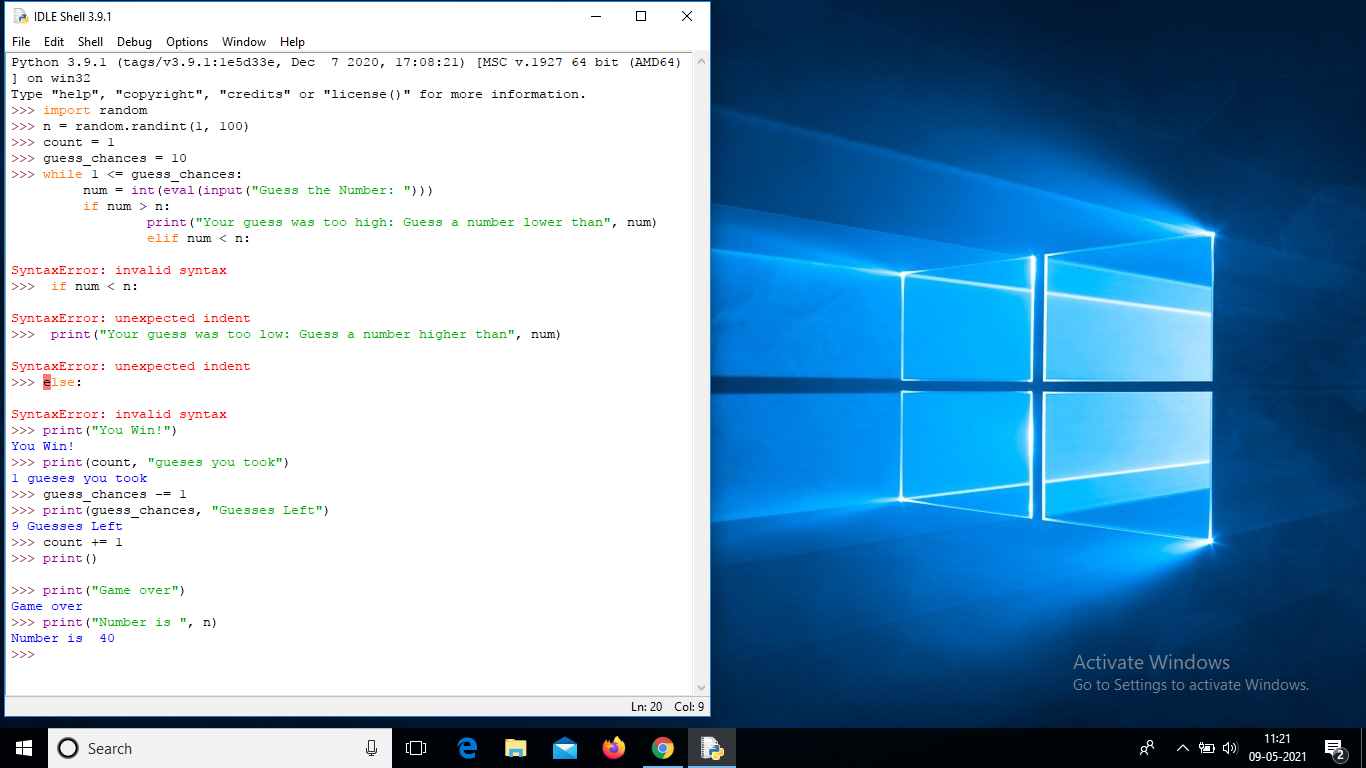 IDLE Shell 3.9.1
File Edit Shell Debug Options Window Help
Python 3.9.1 (tags/v3.9.1:1e5d33e, Dec  7 2020, 17:08:21) [MSC v.1927 64 bit (AMD64)
] on win32
Type "help", "copyright", "credits" or "license()" for more information.
>>> import random
>>> n = random.randint(1, 100)
>>> count = 1
>>> guess_chances = 10
>>> while 1 <= guess_chances:
         num = int(eval(input("Guess the Number: ")))
         if num > n:
                 print("Your guess was too high: Guess a number lower than", num)
                 elif num < n:
SyntaxError: invalid syntax
>>>  if num < n:
SyntaxError: unexpected indent
>>>  print("Your guess was too low: Guess a number higher than", num)
SyntaxError: unexpected indent
>>> else:
SyntaxError: invalid syntax
>>> print("You Win!")
You Win!
>>> print(count, "gueses you took")
1 gueses you took
>>> guess_chances -= 1
>>> print(guess_chances, "Guesses Left")
9 Guesses Left
>>> count += 1
>>> print()
>>> print("Game over")
Game over
>>> print("Number is ", n)
Number is  40
>>>
Ln: 20 Col: 9
Activate Windows
Go to Settings to activate Windows.
Search
11:21
09-05-2021
2